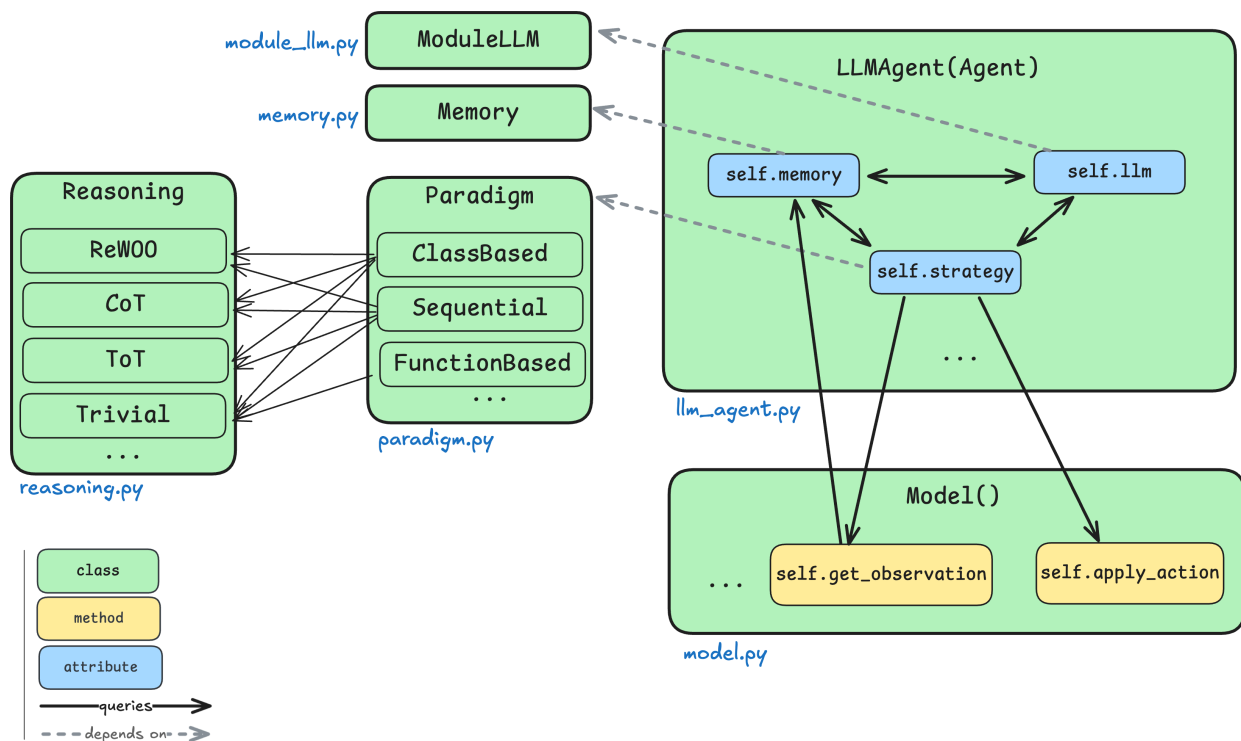 module_llm.py
ModuleLLM
memory.py
Memory
Reasoning
ReWOO
CoT
ToT
Trivial
...
reasoning.py
Paradigm
ClassBased
Sequential
FunctionBased
...
paradigm.py
LLMAgent(Agent)
self.memory
self.llm
self.strategy
...
llm_agent.py
Model()
...
self.get_observation
self.apply_action
model.py
class
method
attribute
queries
depends on